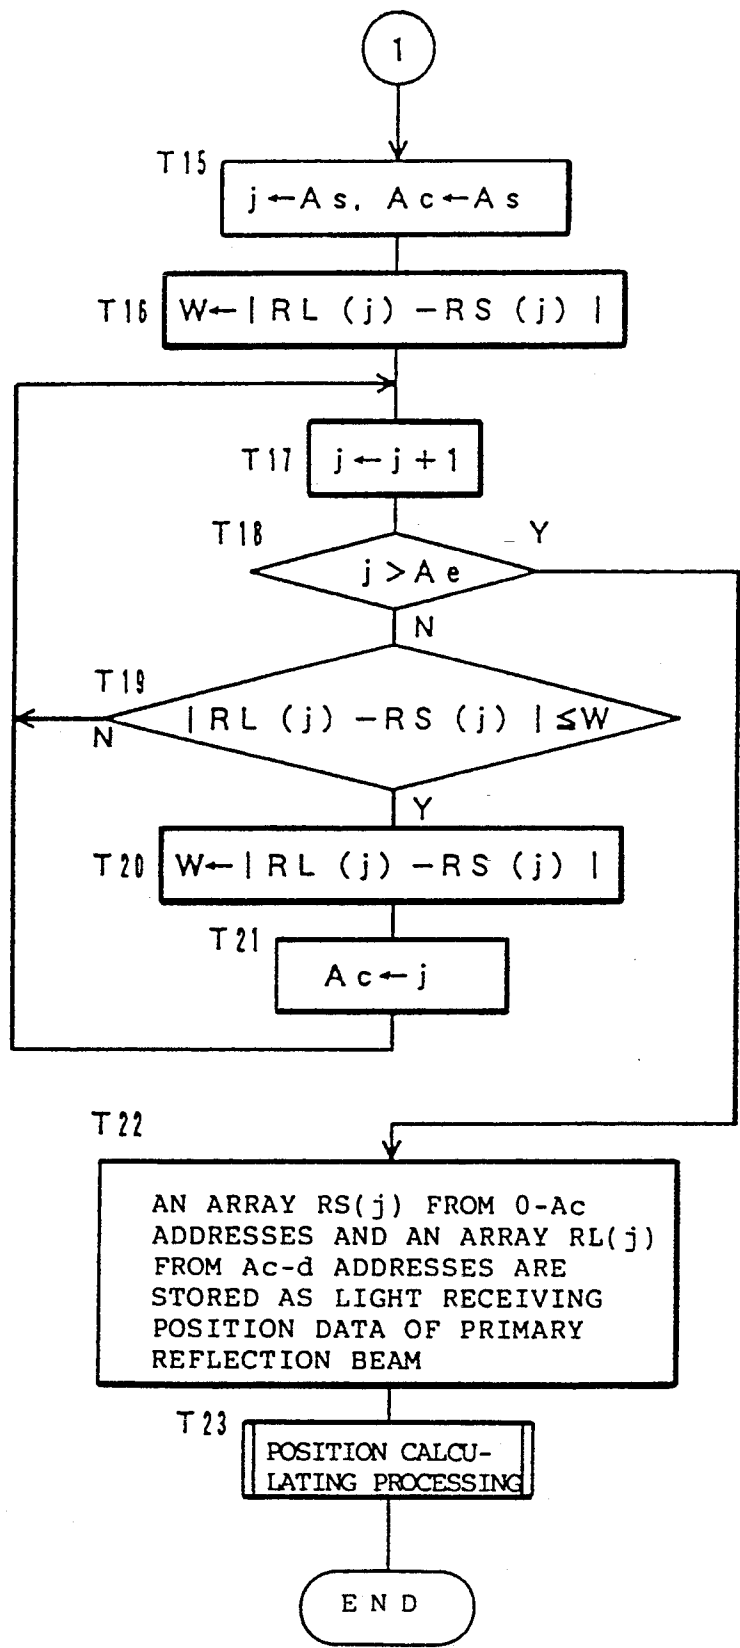 1
T15
j←As, Ac←As
T16
W←|RL (j) −RS (j) |
T17
j←j+1
T18
Y
j>Ae
N
T19
|RL (j) −RS (j) |≤W
N
Y
T20
W←|RL (j) −RS (j) |
T21
Ac←j
T22
AN ARRAY RS(j) FROM 0-Ac
ADDRESSES AND AN ARRAY RL(j)
FROM Ac-d ADDRESSES ARE
STORED AS LIGHT RECEIVING
POSITION DATA OF PRIMARY
REFLECTION BEAM
T23
POSITION CALCU-
LATING PROCESSING
END